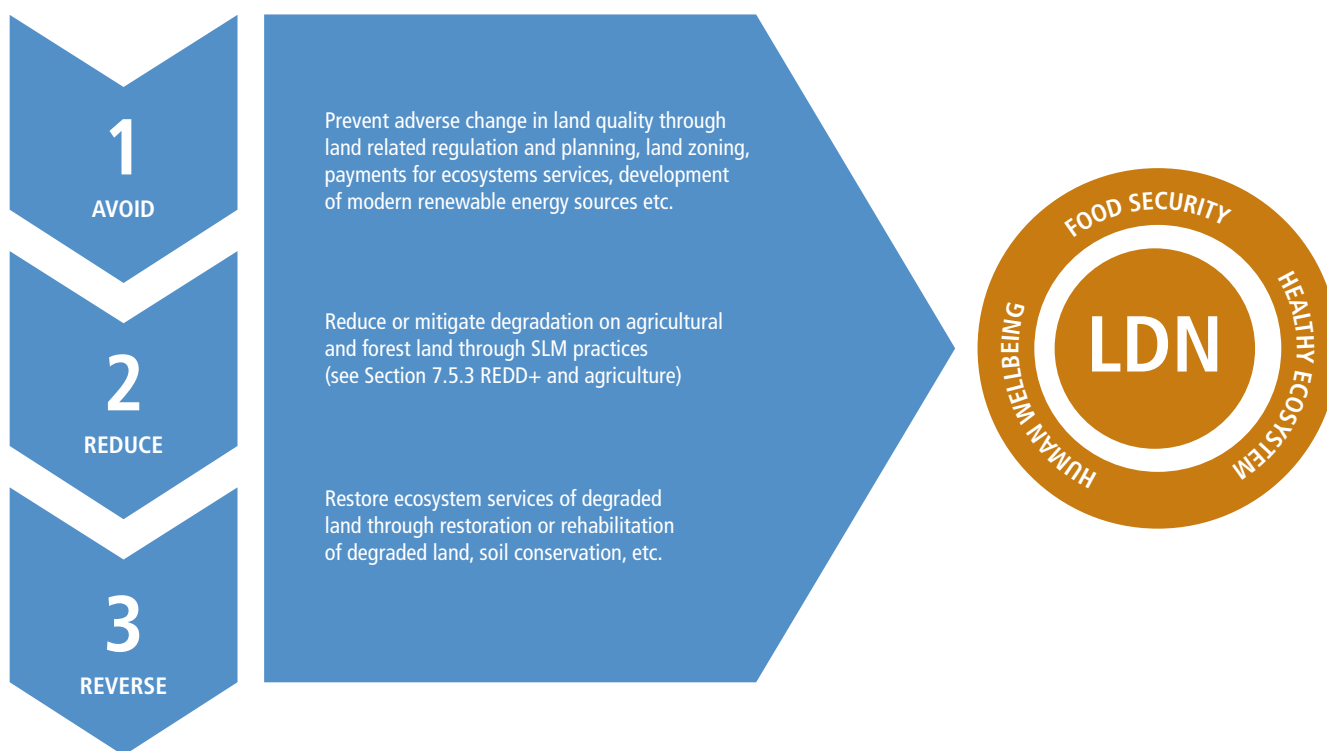 1
AVOID
Prevent adverse change in land quality through
land related regulation and planning, land zoning,
payments for ecosystems services, development
of modern renewable energy sources etc.
2
REDUCE
Reduce or mitigate degradation on agricultural
and forest land through SLM practices
(see Section 7.5.3 REDD+ and agriculture)
3
REVERSE
Restore ecosystem services of degraded
land through restoration or rehabilitation
of degraded land, soil conservation, etc.
FOOD SECURITY
HEALTHY ECOSYSTEM
HUMAN WELLBEING
LDN